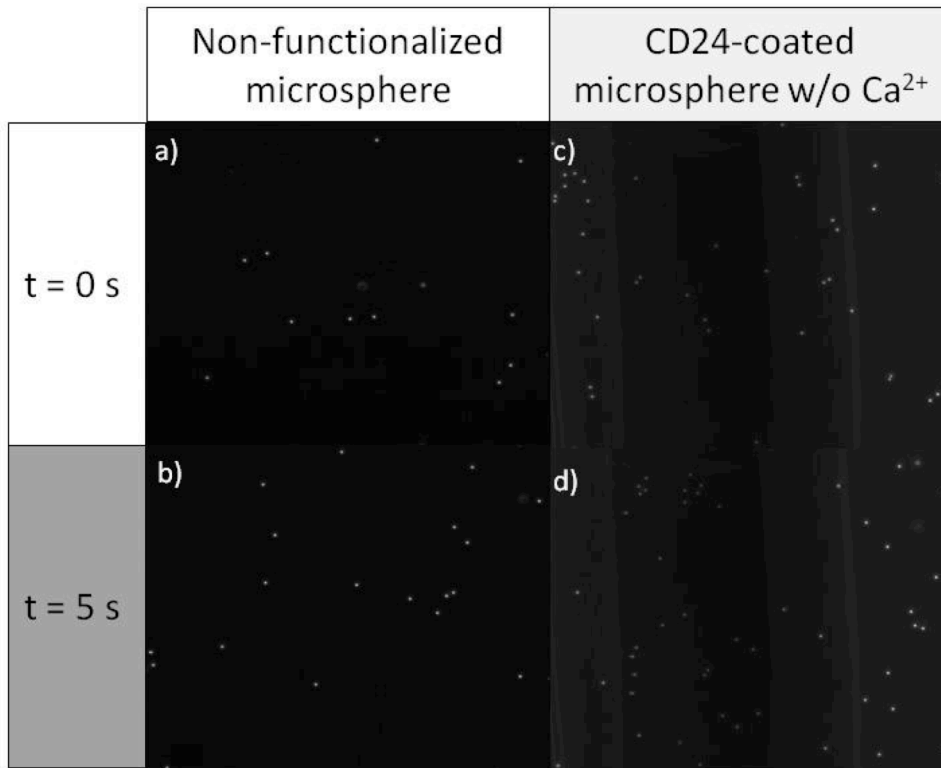 Non-functionalized
microsphere
CD24-coated
microsphere w/o Ca²⁺
t = 0 s
a)
c)
t = 5 s
b)
d)